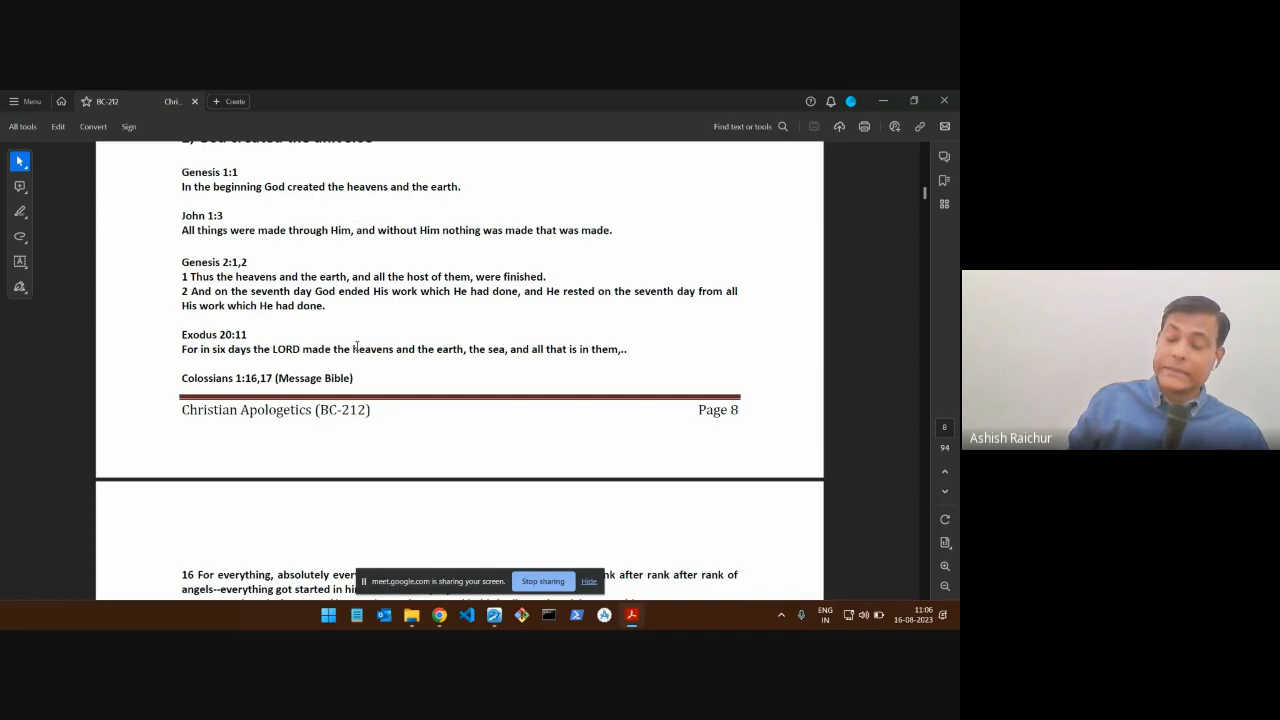 Menu
BC-212
Chri...
Create
All tools
Edit
Convert
Sign
Find text or tools
Genesis 1:1
In the beginning God created the heavens and the earth.
John 1:3
All things were made through Him, and without Him nothing was made that was made.
Genesis 2:1,2
1 Thus the heavens and the earth, and all the host of them, were finished.
2 And on the seventh day God ended His work which He had done, and He rested on the seventh day from all
His work which He had done.
Exodus 20:11
For in six days the LORD made the heavens and the earth, the sea, and all that is in them,..
Colossians 1:16,17 (Message Bible)
Christian Apologetics (BC-212) Page 8
8
94
Ashish Raichur
16 For everything, absolutely nk after rank after rank of
angels--everything got started in
meet.google.com is sharing your screen.
Stop sharing
Hide
ENG
IN
11:06
16-08-2023